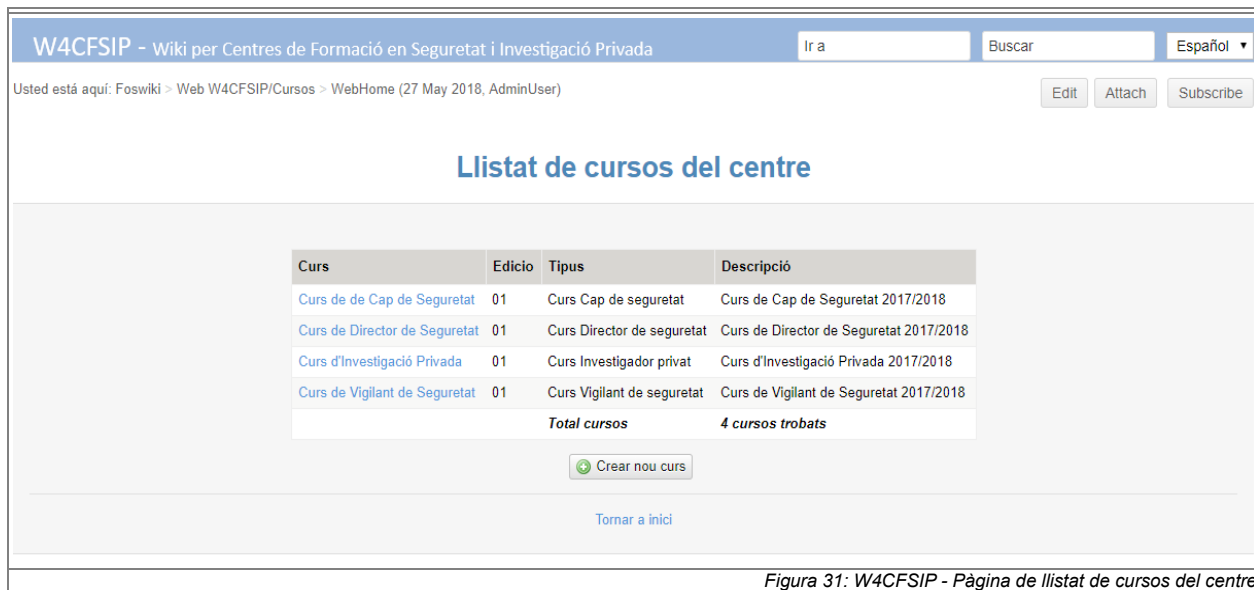 W4CFSIP - Wiki per Centres de Formació en Seguretat i Investigació Privada Ir a Buscar Español
Usted está aquí: Foswiki > Web W4CFSIP/Cursos > WebHome (27 May 2018, AdminUser) Edit Attach Subscribe
Llistat de cursos del centre
Curs Edicio Tipus Descripció
Curs de de Cap de Seguretat 01 Curs Cap de seguretat Curs de Cap de Seguretat 2017/2018
Curs de Director de Seguretat 01 Curs Director de seguretat Curs de Director de Seguretat 2017/2018
Curs d'Investigació Privada 01 Curs Investigador privat Curs d'Investigació Privada 2017/2018
Curs de Vigilant de Seguretat 01 Curs Vigilant de seguretat Curs de Vigilant de Seguretat 2017/2018
Total cursos 4 cursos trobats
Crear nou curs
Tornar a inici
Figura 31: W4CFSIP - Pàgina de llistat de cursos del centre